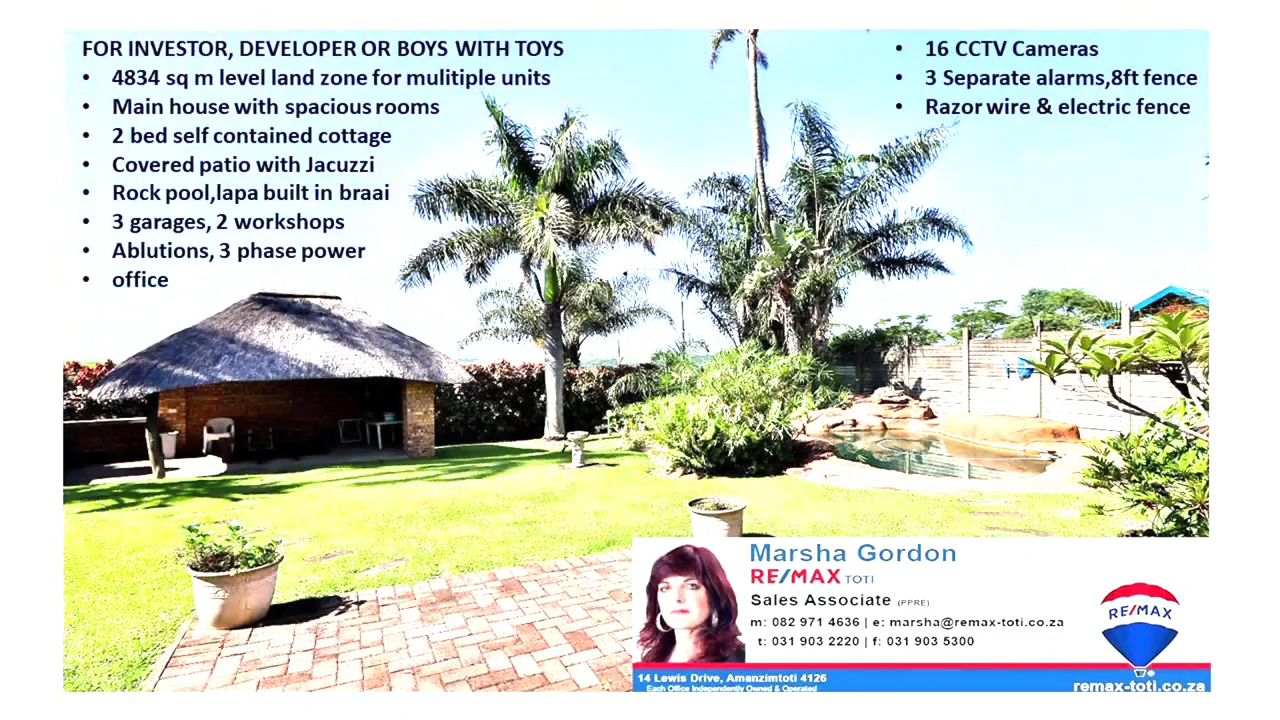 FOR INVESTOR, DEVELOPER OR BOYS WITH TOYS
• 4834 sq m level land zone for mulitiple units
• Main house with spacious rooms
• 2 bed self contained cottage
• Covered patio with Jacuzzi
• Rock pool,lapa built in braai
• 3 garages, 2 workshops
• Ablutions, 3 phase power
• office
• 16 CCTV Cameras
• 3 Separate alarms,8ft fence
• Razor wire & electric fence
Marsha Gordon
RE/MAX TOTI
Sales Associate (PPRE)
m: 082 971 4636 | e: marsha@remax-toti.co.za
t: 031 903 2220 | f: 031 903 5300
RE/MAX
14 Lewis Drive, Amanzimtoti 4126
Each Office Independently Owned & Operated
remax-toti.co.za